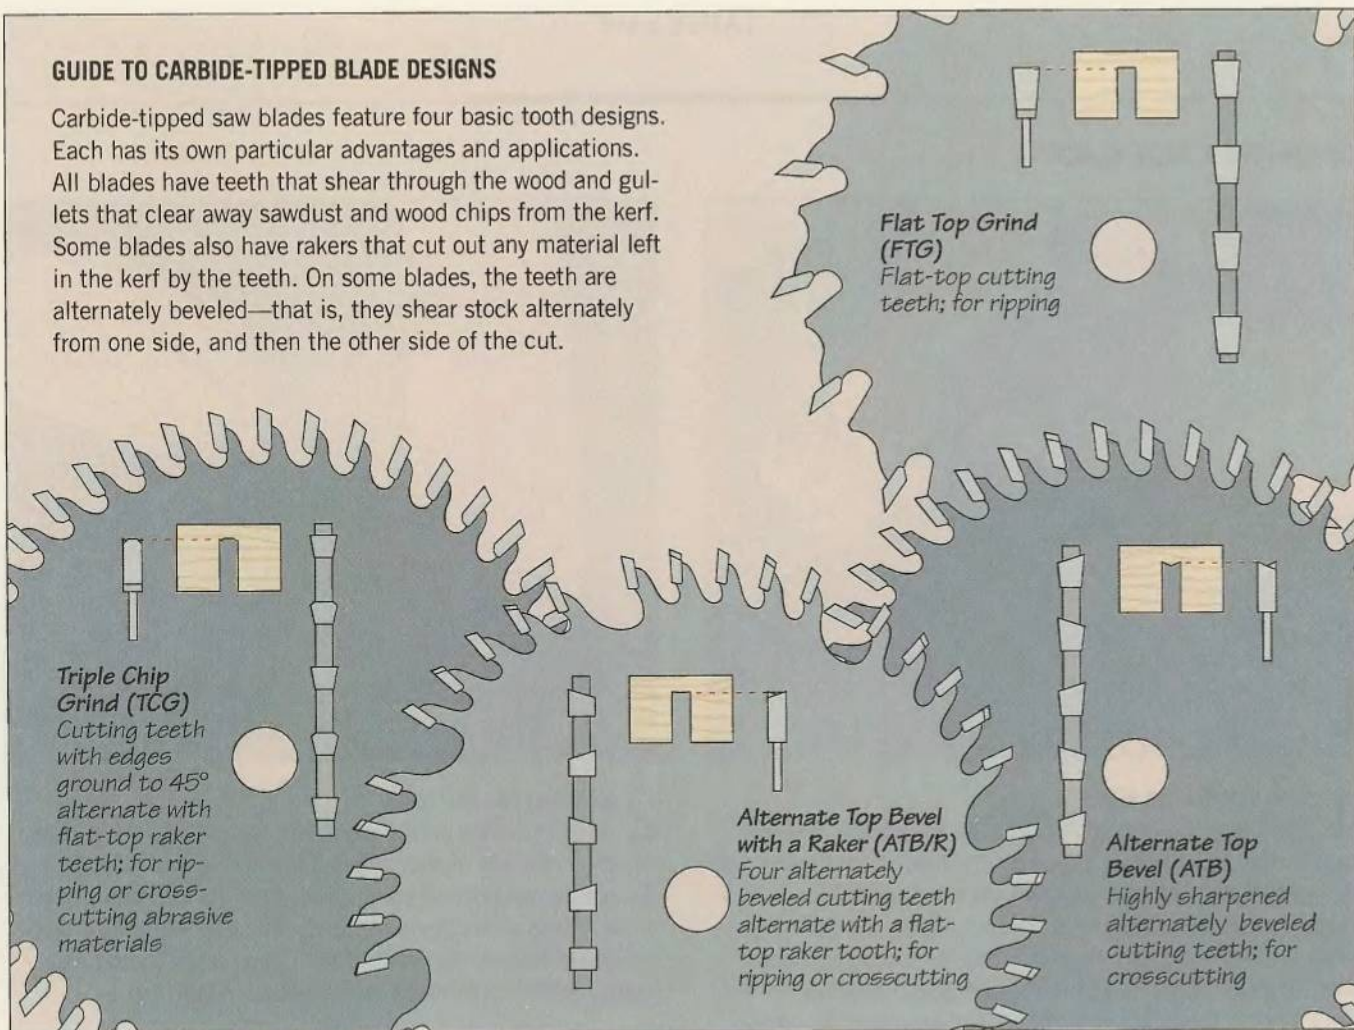 GUIDE TO CARBIDE-TIPPED BLADE DESIGNS
Carbide-tipped saw blades feature four basic tooth designs.
Each has its own particular advantages and applications.
All blades have teeth that shear through the wood and gul-
lets that clear away sawdust and wood chips from the kerf.
Some blades also have rakers that cut out any material left
in the kerf by the teeth. On some blades, the teeth are
alternately beveled—that is, they shear stock alternately
from one side, and then the other side of the cut.
Flat Top Grind
(FTG)
Flat-top cutting
teeth; for ripping
Triple Chip
Grind (TCG)
Cutting teeth
with edges
ground to 45°
alternate with
flat-top raker
teeth; for rip-
ping or cross-
cutting abrasive
materials
Alternate Top Bevel
with a Raker (ATB/R)
Four alternately
beveled cutting teeth
alternate with a flat-
top raker tooth; for
ripping or crosscutting
Alternate Top
Bevel (ATB)
Highly sharpened
alternately beveled
cutting teeth; for
crosscutting